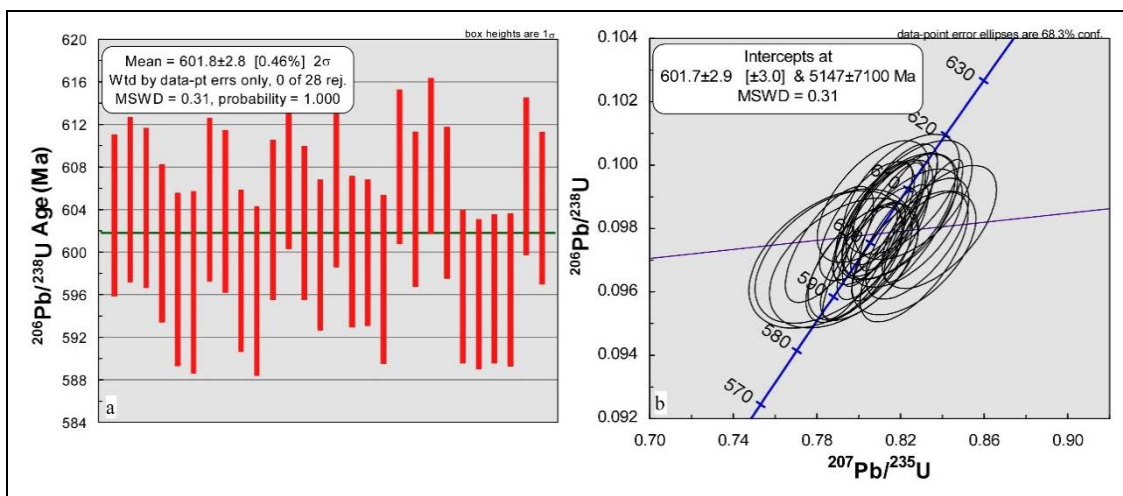 box heights are 1σ
Mean = 601.8±2.8 [0.46%] 2σ
Wtd by data-pt errs only, 0 of 28 rej.
MSWD = 0.31, probability = 1.000
620
616
612
608
604
600
596
592
588
584
206Pb/238U Age (Ma)
a
data-point error ellipses are 68.3% conf.
Intercepts at
601.7±2.9 [±3.0] & 5147±7100 Ma
MSWD = 0.31
0.104
0.102
0.100
0.098
0.096
0.094
0.092
206Pb/238U
630
620
590
580
570
b
0.70
0.74
0.78
0.82
0.86
0.90
207Pb/235U